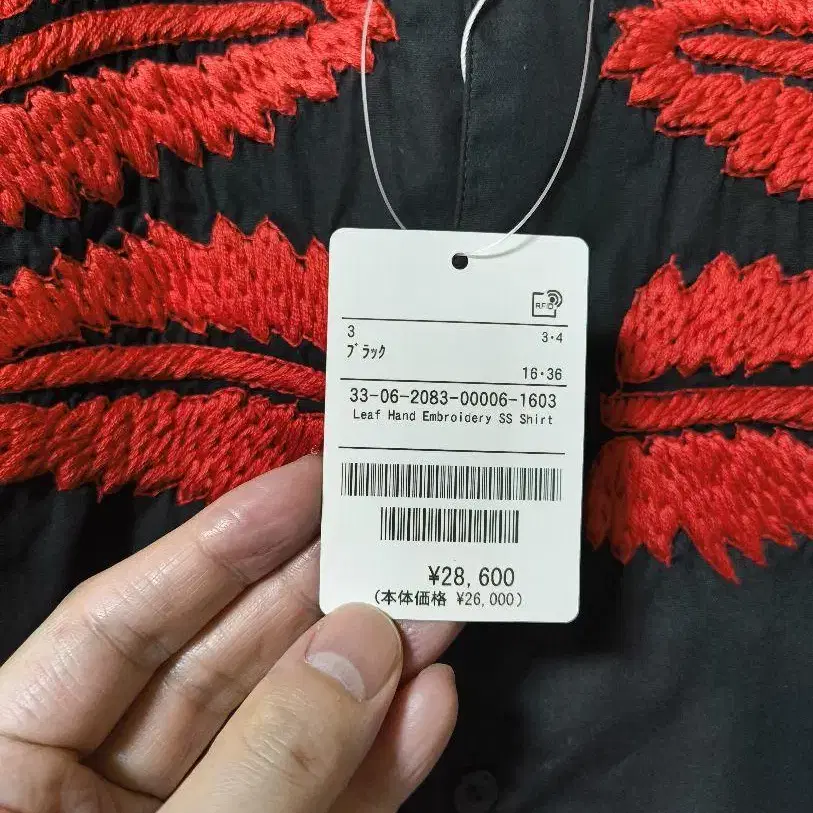 RFID
3
3・4
ブラック
16・36
33-06-2083-00006-1603
Leaf Hand Embroidery SS Shirt
¥28,600
(本体価格 ¥26,000)